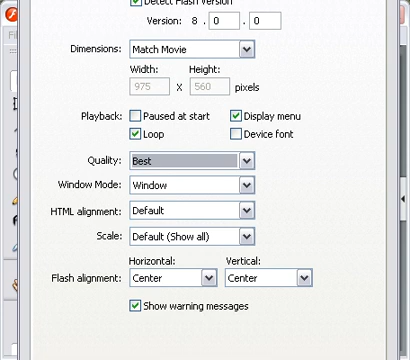 Detect Flash Version
Version: 8 . 0 . 0
Dimensions: Match Movie
Width: Height:
975 X 560 pixels
Playback: Paused at start Display menu
Loop Device font
Quality: Best
Window Mode: Window
HTML alignment: Default
Scale: Default (Show all)
Horizontal: Vertical:
Flash alignment: Center Center
Show warning messages